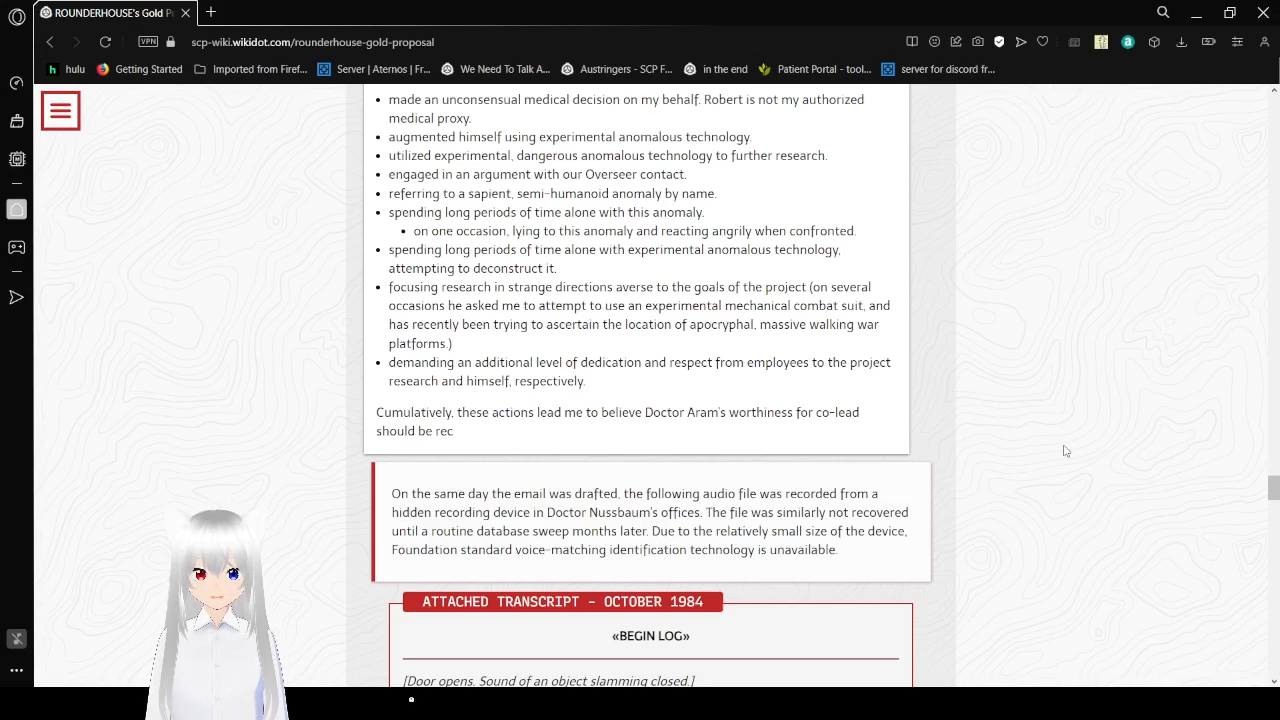 ROUNDERHOUSE's Gold P
VPN
scp-wiki.wikidot.com/rounderhouse-gold-proposal
hulu
Getting Started
Imported from Firef...
Server | Aternos | Fr...
We Need To Talk A...
Austringers - SCP F...
in the end
Patient Portal - tool...
server for discord fr...
made an unconsensual medical decision on my behalf. Robert is not my authorized
medical proxy.
augmented himself using experimental anomalous technology.
utilized experimental, dangerous anomalous technology to further research.
engaged in an argument with our Overseer contact.
referring to a sapient, semi-humanoid anomaly by name.
spending long periods of time alone with this anomaly.
on one occasion, lying to this anomaly and reacting angrily when confronted.
spending long periods of time alone with experimental anomalous technology,
attempting to deconstruct it.
focusing research in strange directions averse to the goals of the project (on several
occasions he asked me to attempt to use an experimental mechanical combat suit, and
has recently been trying to ascertain the location of apocryphal, massive walking war
platforms.)
demanding an additional level of dedication and respect from employees to the project
research and himself, respectively.
Cumulatively, these actions lead me to believe Doctor Aram's worthiness for co-lead
should be rec
On the same day the email was drafted, the following audio file was recorded from a
hidden recording device in Doctor Nussbaum's offices. The file was similarly not recovered
until a routine database sweep months later. Due to the relatively small size of the device,
Foundation standard voice-matching identification technology is unavailable.
ATTACHED TRANSCRIPT – OCTOBER 1984
«BEGIN LOG»
[Door opens. Sound of an object slamming closed.]